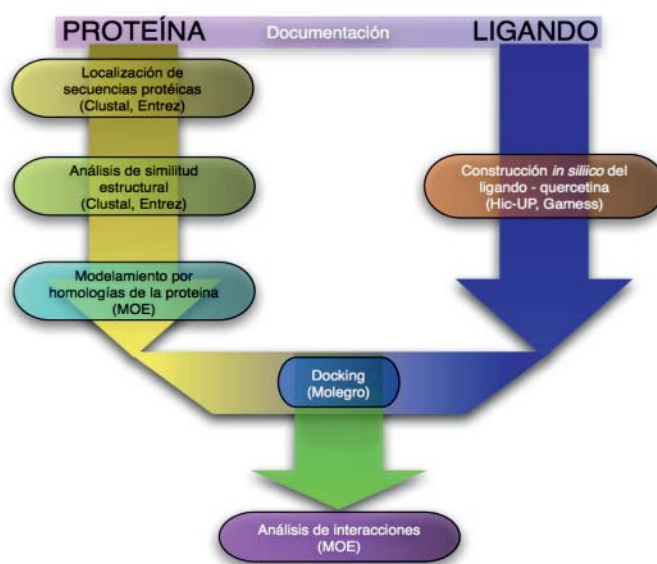 PROTEÍNA
Documentación
LIGANDO
Localización de
secuencias protéicas
(Clustal, Entrez)
Análisis de similitud
estructural
(Clustal, Entrez)
Construcción in siliico del
ligando - quercetina
(Hic-UP, Gamess)
Modelamiento por
homologías de la proteina
(MOE)
Docking
(Molegro)
Análisis de interacciones
(MOE)